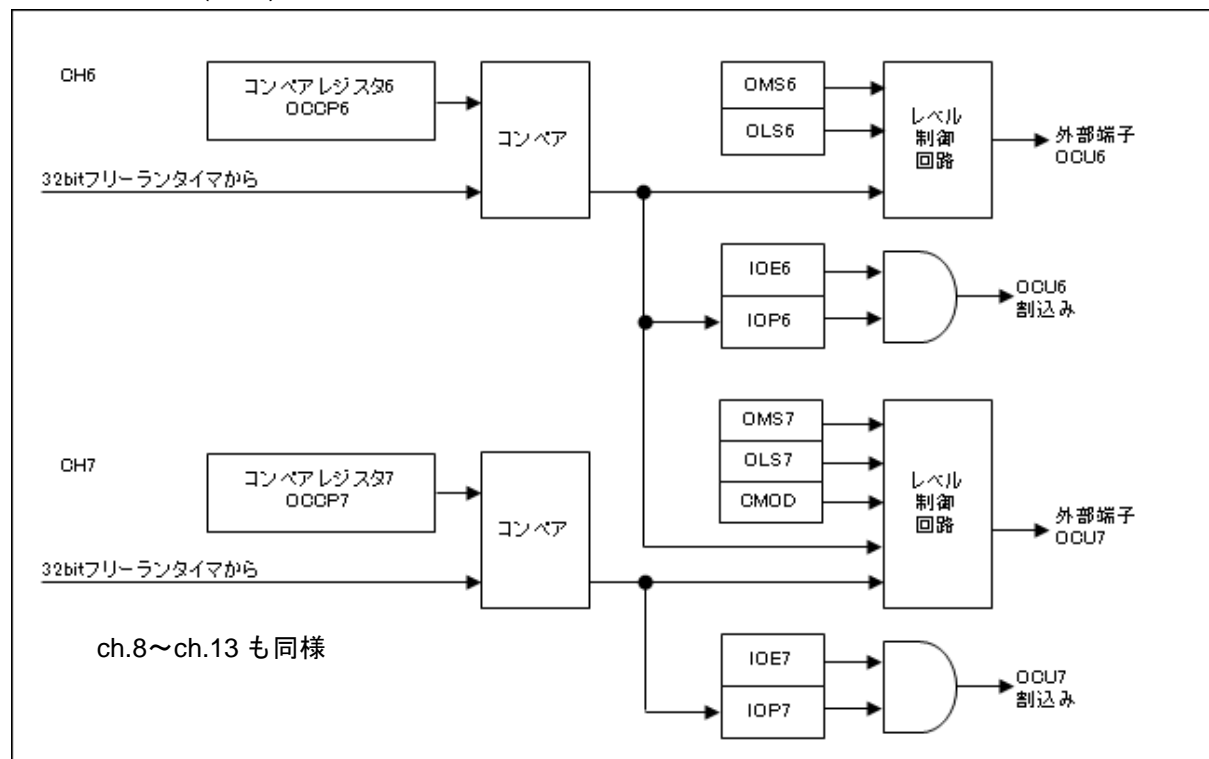 CH6
コンペアレジスタ6
OCCP6
コンペア
32bitフリーランタイマから
OMS6
OLS6
レベル
制御
回路
外部端子
OCU6
IOE6
IOP6
OCU6
割込み
CH7
コンペアレジスタ7
OCCP7
コンペア
32bitフリーランタイマから
OMS7
OLS7
CMOD
レベル
制御
回路
外部端子
OCU7
ch.8～ch.13 も同様
IOE7
IOP7
OCU7
割込み